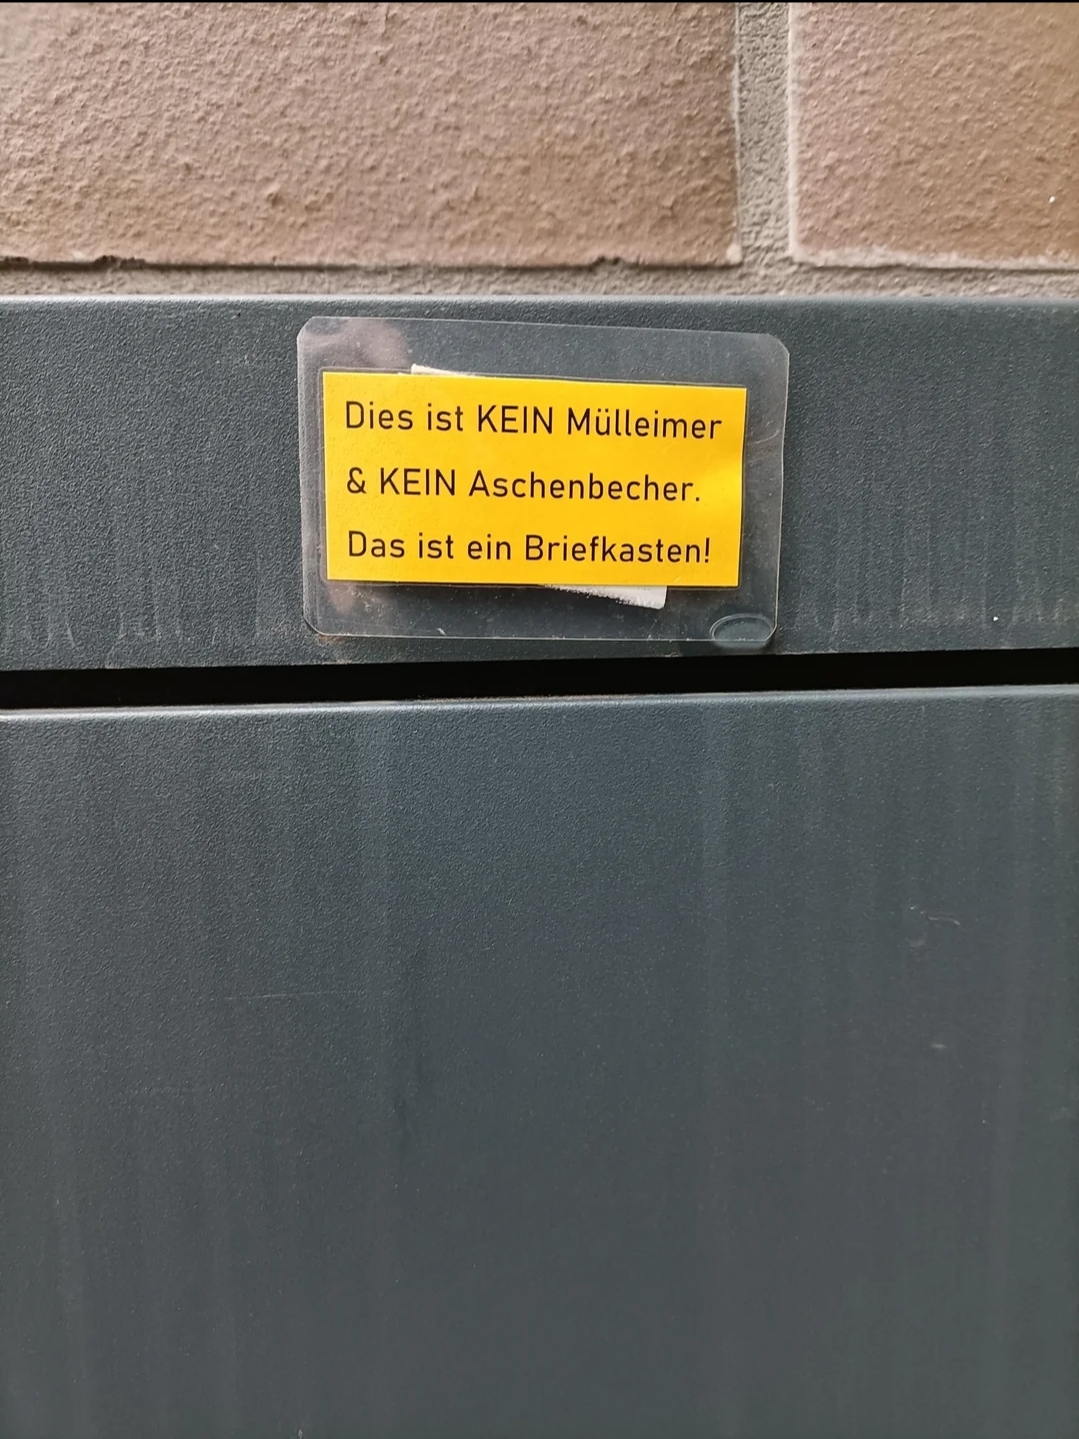 Dies ist KEIN Mülleimer
& KEIN Aschenbecher.
Das ist ein Briefkasten!